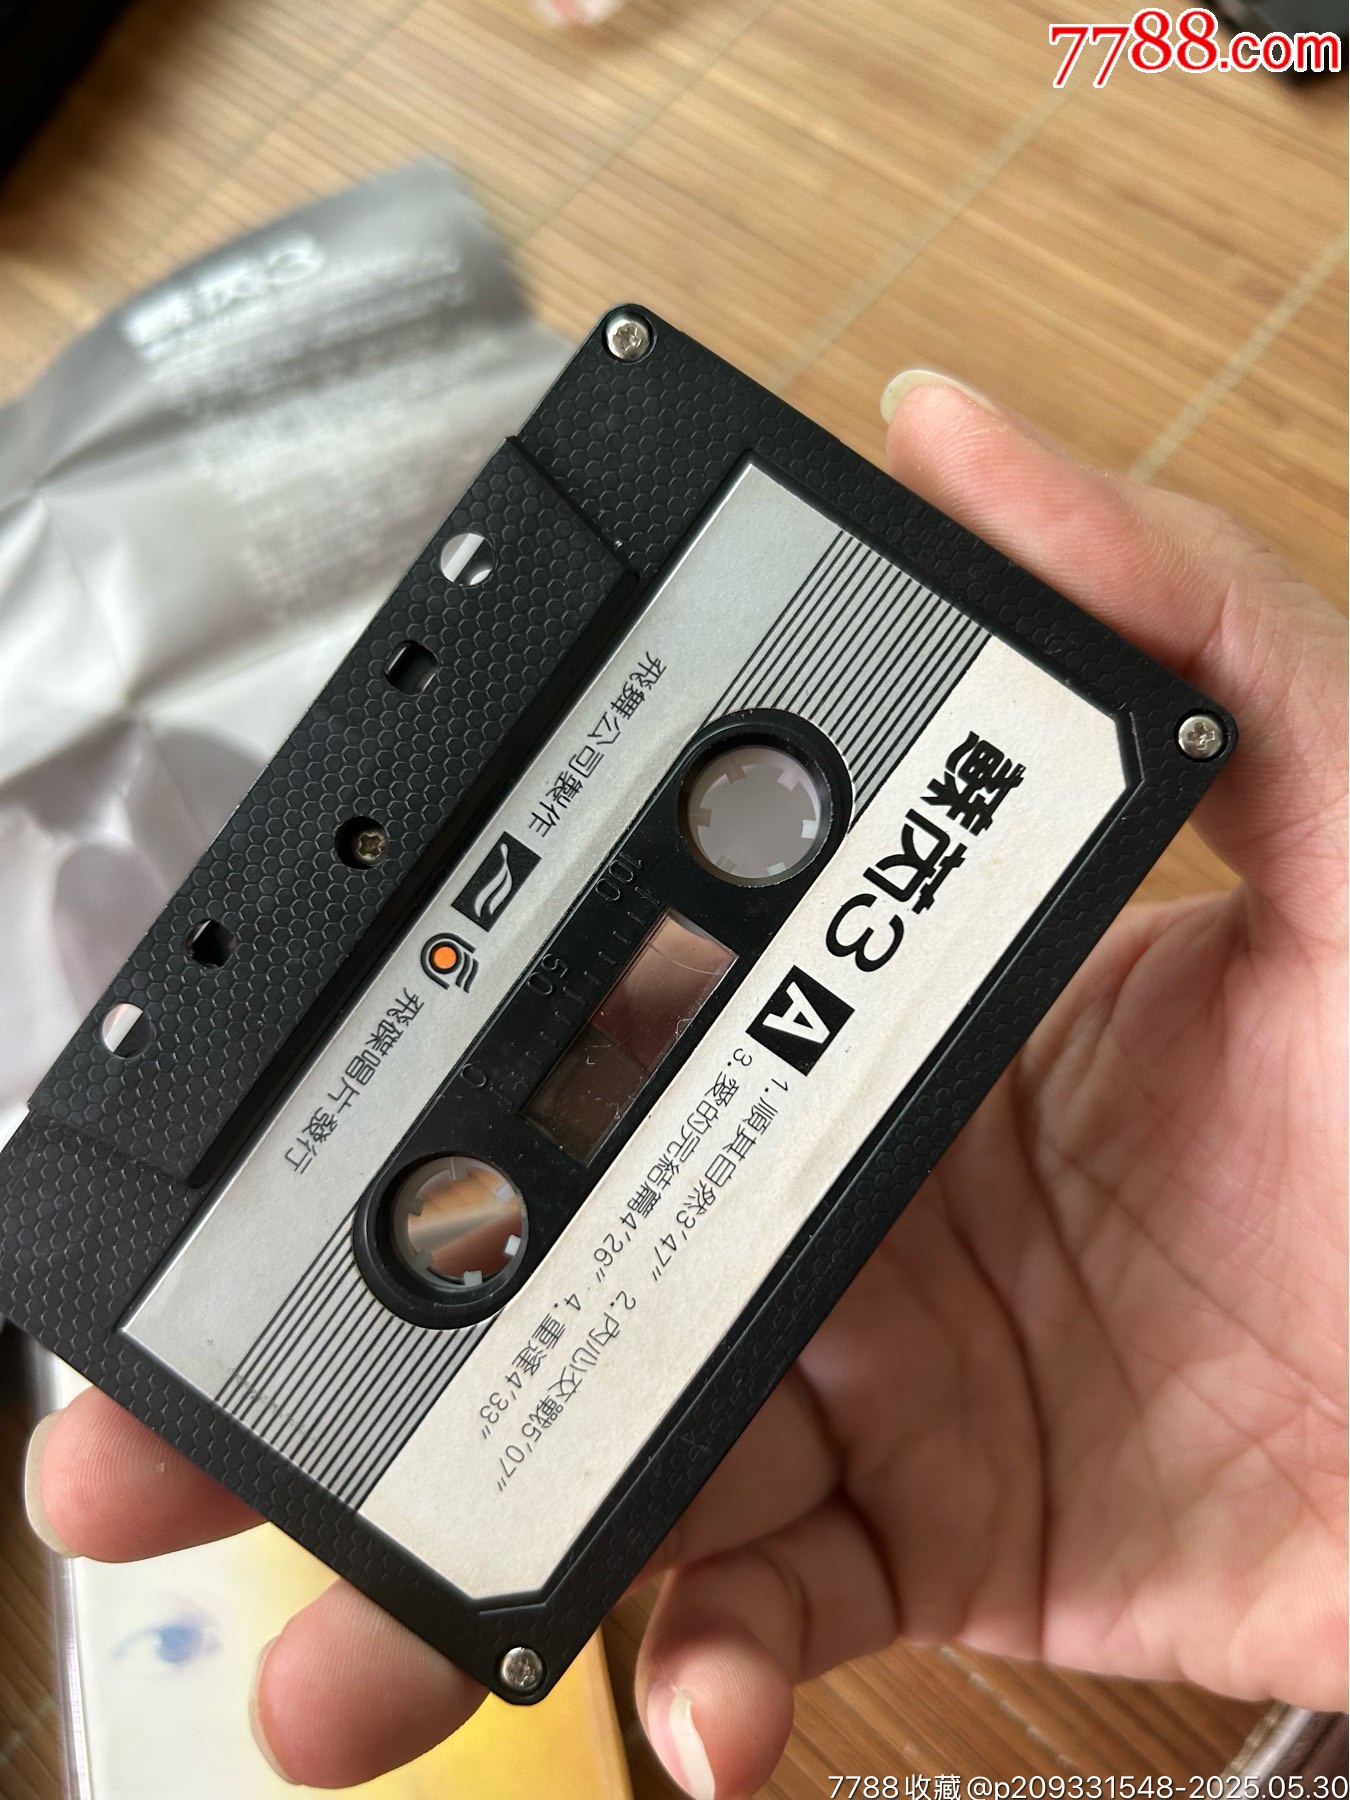 7788.com
蘇芮3 A
1.順其自然3'47" 2.內心交戰5'07"
3.愛的完結篇4'26" 4.重逢4'33"
100 50 0
飛舞公司製作 飛碟唱片發行
7788收藏@p209331548-2025.05.30